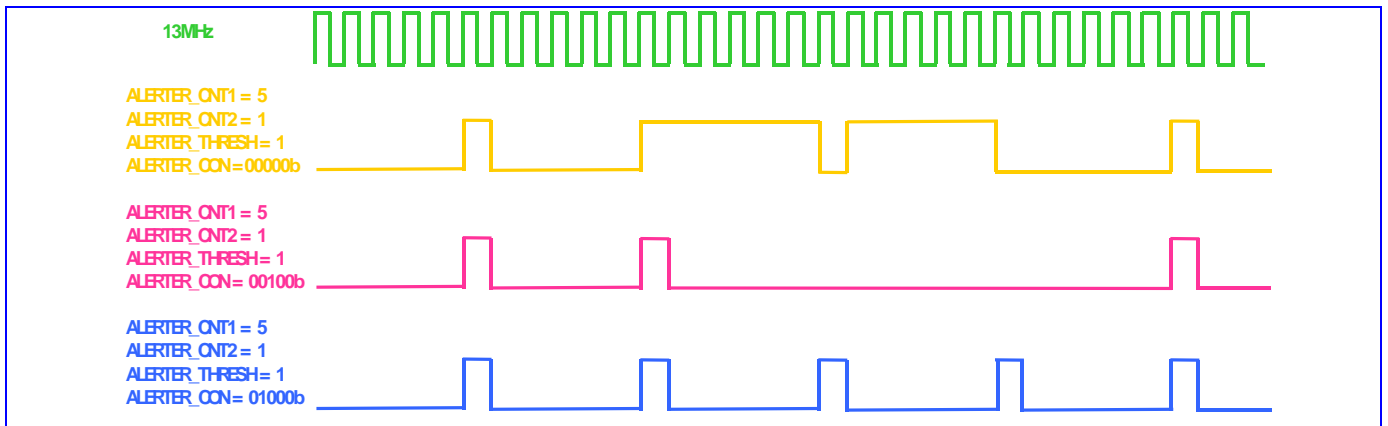 13MHz
ALERTER_CNT1 = 5
ALERTER_CNT2 = 1
ALERTER_THRESH = 1
ALERTER_CON = 00000b
ALERTER_CNT1 = 5
ALERTER_CNT2 = 1
ALERTER_THRESH = 1
ALERTER_CON = 00100b
ALERTER_CNT1 = 5
ALERTER_CNT2 = 1
ALERTER_THRESH = 1
ALERTER_CON = 01000b